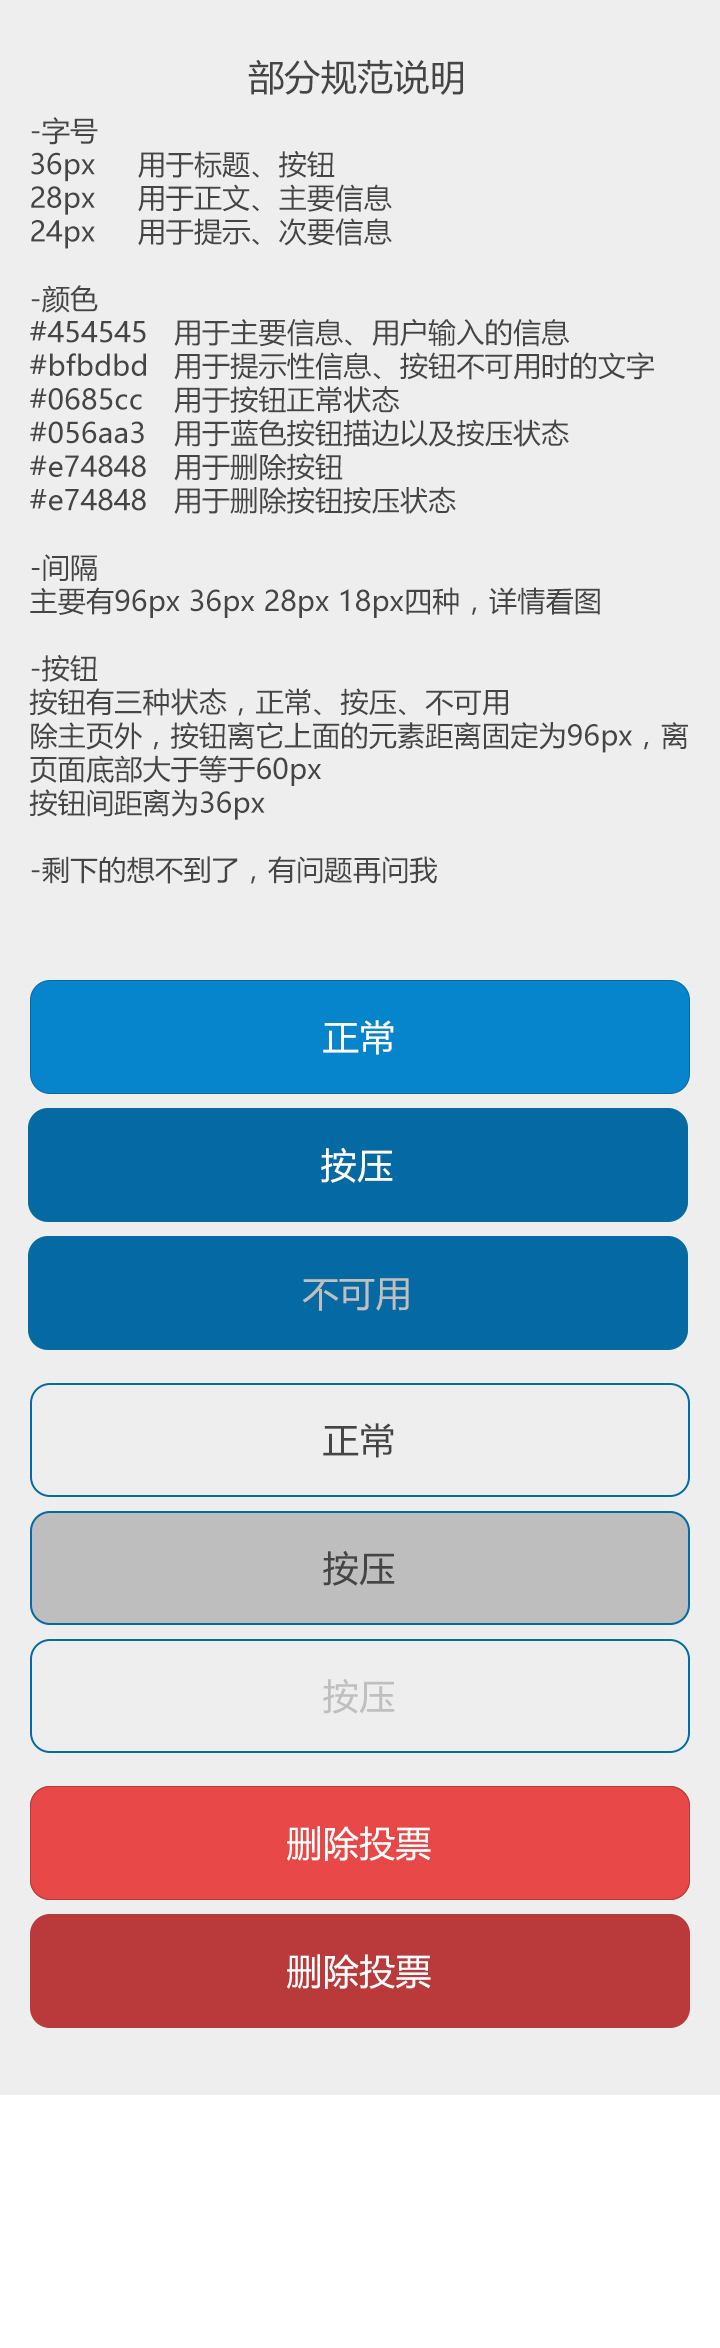 部分规范说明
-字号
36px 用于标题、按钮
28px 用于正文、主要信息
24px 用于提示、次要信息
-颜色
#454545 用于主要信息、用户输入的信息
#bfbdbd 用于提示性信息、按钮不可用时的文字
#0685cc 用于按钮正常状态
#056aa3 用于蓝色按钮描边以及按压状态
#e74848 用于删除按钮
#e74848 用于删除按钮按压状态
-间隔
主要有96px 36px 28px 18px四种，详情看图
-按钮
按钮有三种状态，正常、按压、不可用
除主页外，按钮离它上面的元素距离固定为96px，离
页面底部大于等于60px
按钮间距离为36px
-剩下的想不到了，有问题再问我
正常
按压
不可用
正常
按压
按压
删除投票
删除投票